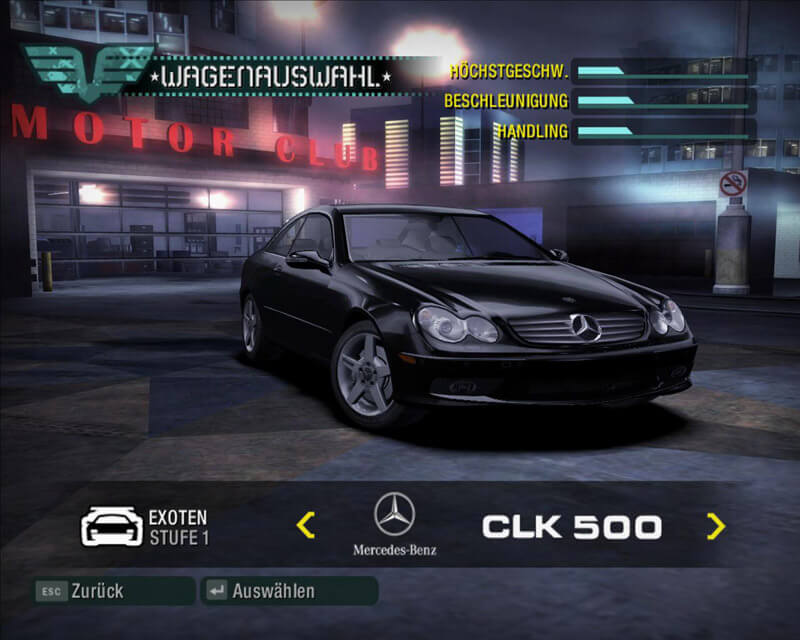 ★WAGENAUSWAHL★
HÖCHSTGESCHW.
BESCHLEUNIGUNG
HANDLING
MOTOR CLUB
EXOTEN
STUFE 1
Mercedes-Benz
CLK 500
ESC Zurück
Auswählen